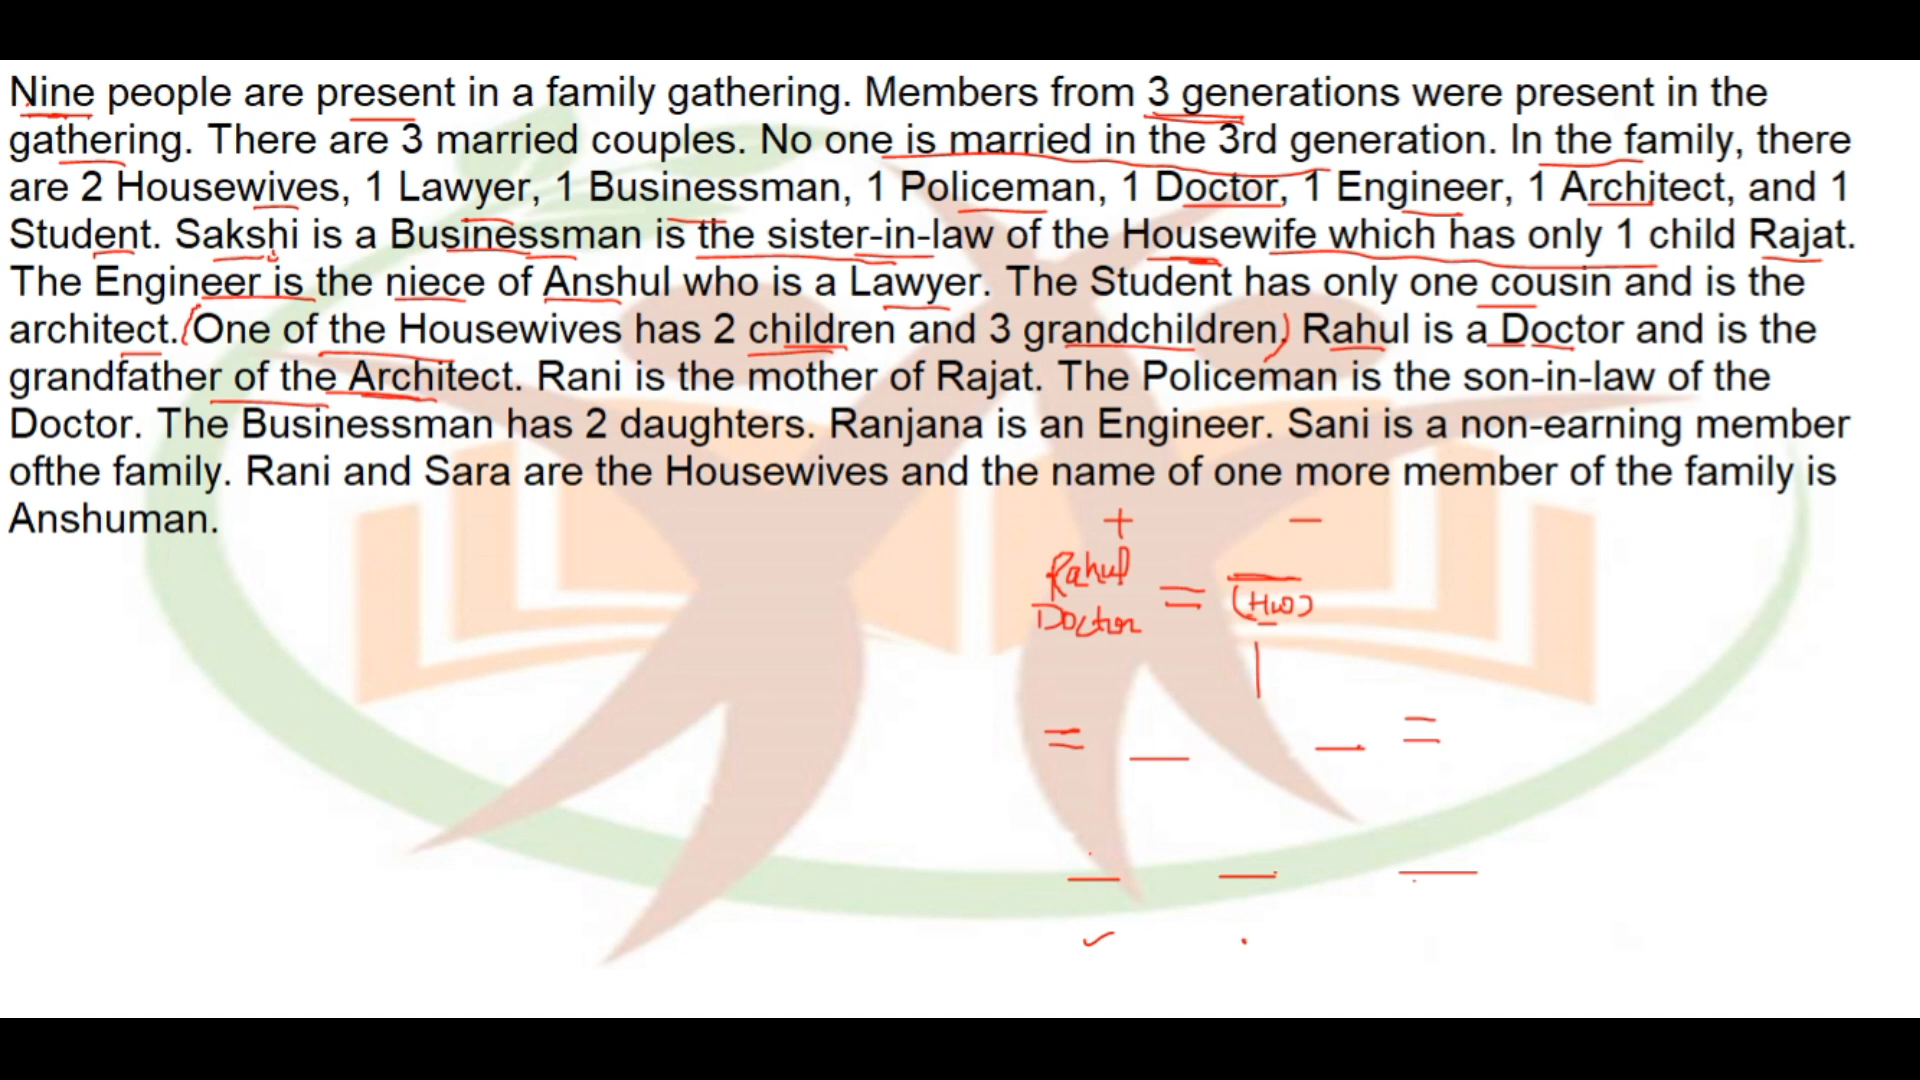 Nine people are present in a family gathering. Members from 3 generations were present in the
gathering. There are 3 married couples. No one is married in the 3rd generation. In the family, there
are 2 Housewives, 1 Lawyer, 1 Businessman, 1 Policeman, 1 Doctor, 1 Engineer, 1 Architect, and 1
Student. Sakshi is a Businessman is the sister-in-law of the Housewife which has only 1 child Rajat.
The Engineer is the niece of Anshul who is a Lawyer. The Student has only one cousin and is the
architect. One of the Housewives has 2 children and 3 grandchildren. Rahul is a Doctor and is the
grandfather of the Architect. Rani is the mother of Rajat. The Policeman is the son-in-law of the
Doctor. The Businessman has 2 daughters. Ranjana is an Engineer. Sani is a non-earning member
ofthe family. Rani and Sara are the Housewives and the name of one more member of the family is
Anshuman.
+ −
Rahul
= (HW)
Doctor
= =